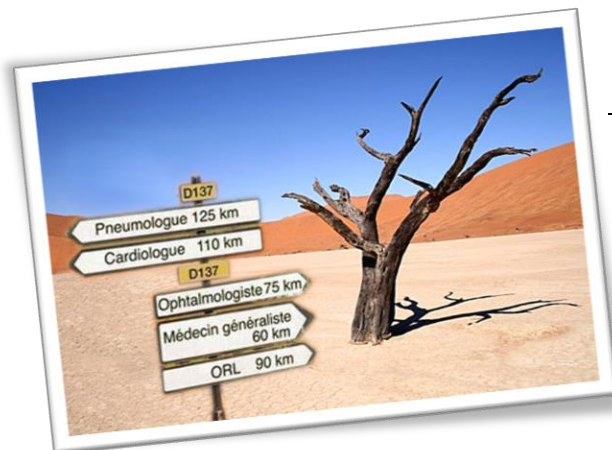 D137
Pneumologue 125 km
Cardiologue 110 km
D137
Ophtalmologiste 75 km
Médecin généraliste
60 km
ORL 90 km